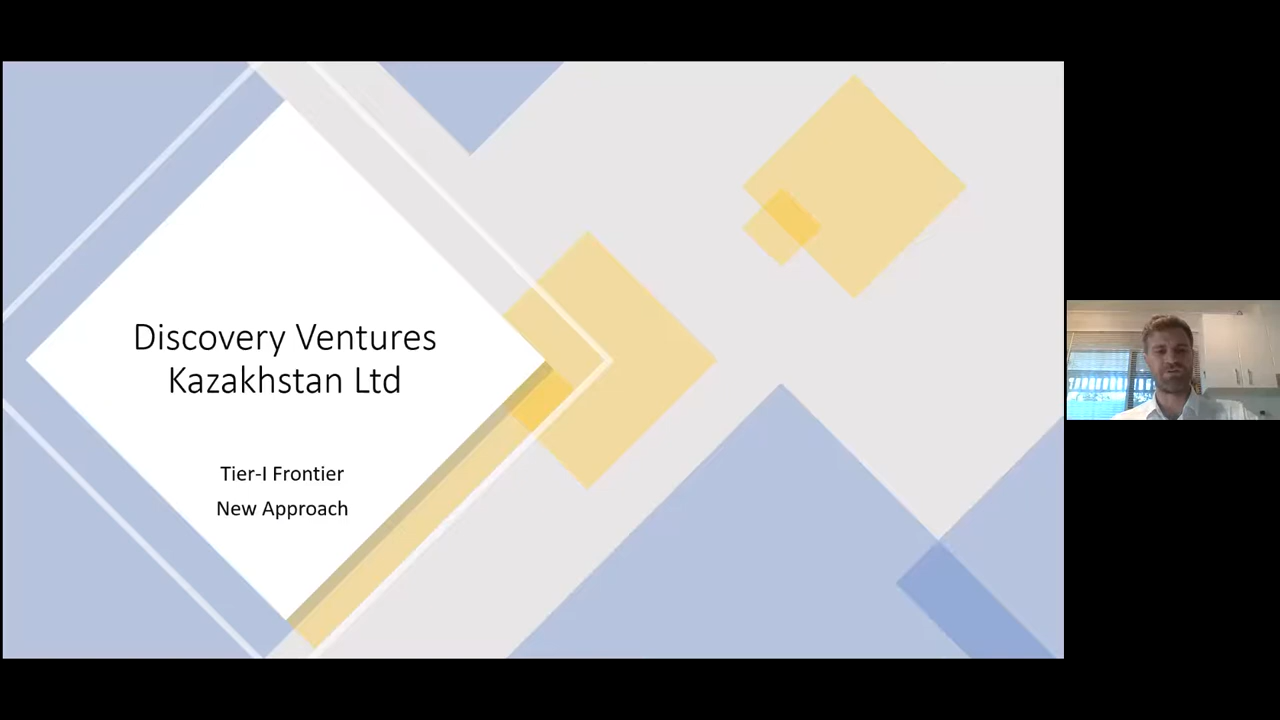 Discovery Ventures
Kazakhstan Ltd
Tier-I Frontier
New Approach